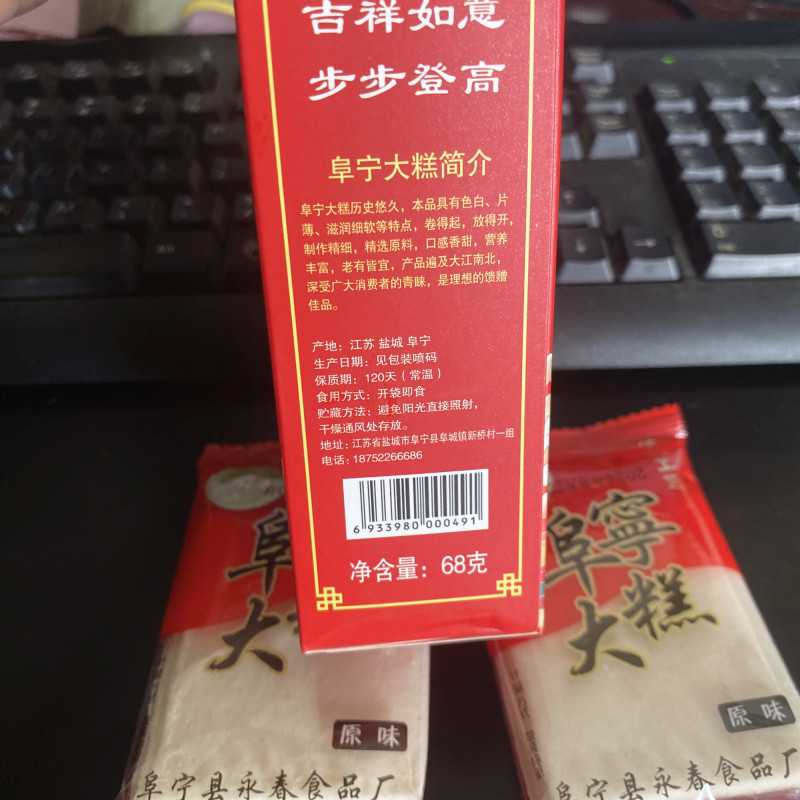 吉祥如意
步步登高
阜宁大糕简介
阜宁大糕历史悠久，本品具有色白、片
薄、滋润细软等特点，卷得起，放得开，
制作精细，精选原料，口感香甜，营养
丰富，老有皆宜，产品遍及大江南北，
深受广大消费者的青睐，是理想的馈赠
佳品。
产地：江苏 盐城 阜宁
生产日期：见包装喷码
保质期：120天（常温）
食用方式：开袋即食
贮藏方法：避免阳光直接照射，
干燥通风处存放。
地址：江苏省盐城市阜宁县阜城镇新桥村一组
电话：18752266686
6 933980 000491
净含量：68克
阜
大
原味
阜宁县永春食品厂
阜寧
大糕
原味
阜宁县永春食品厂